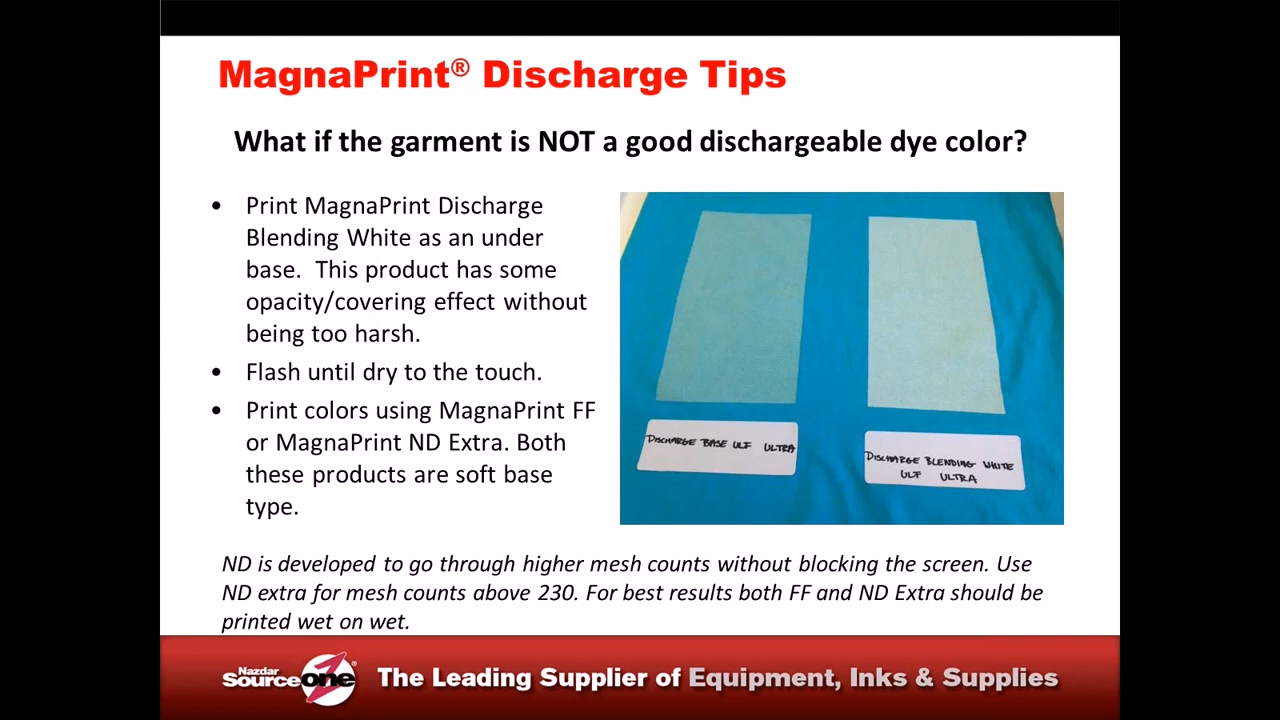 MagnaPrint® Discharge Tips
What if the garment is NOT a good dischargeable dye color?
• Print MagnaPrint Discharge
Blending White as an under
base. This product has some
opacity/covering effect without
being too harsh.
• Flash until dry to the touch.
• Print colors using MagnaPrint FF
or MagnaPrint ND Extra. Both
these products are soft base
type.
DISCHARGE BASE ULF ULTRA
DISCHARGE BLENDING WHITE
ULF ULTRA
ND is developed to go through higher mesh counts without blocking the screen. Use
ND extra for mesh counts above 230. For best results both FF and ND Extra should be
printed wet on wet.
Nazdar
sourceone®
The Leading Supplier of Equipment, Inks & Supplies